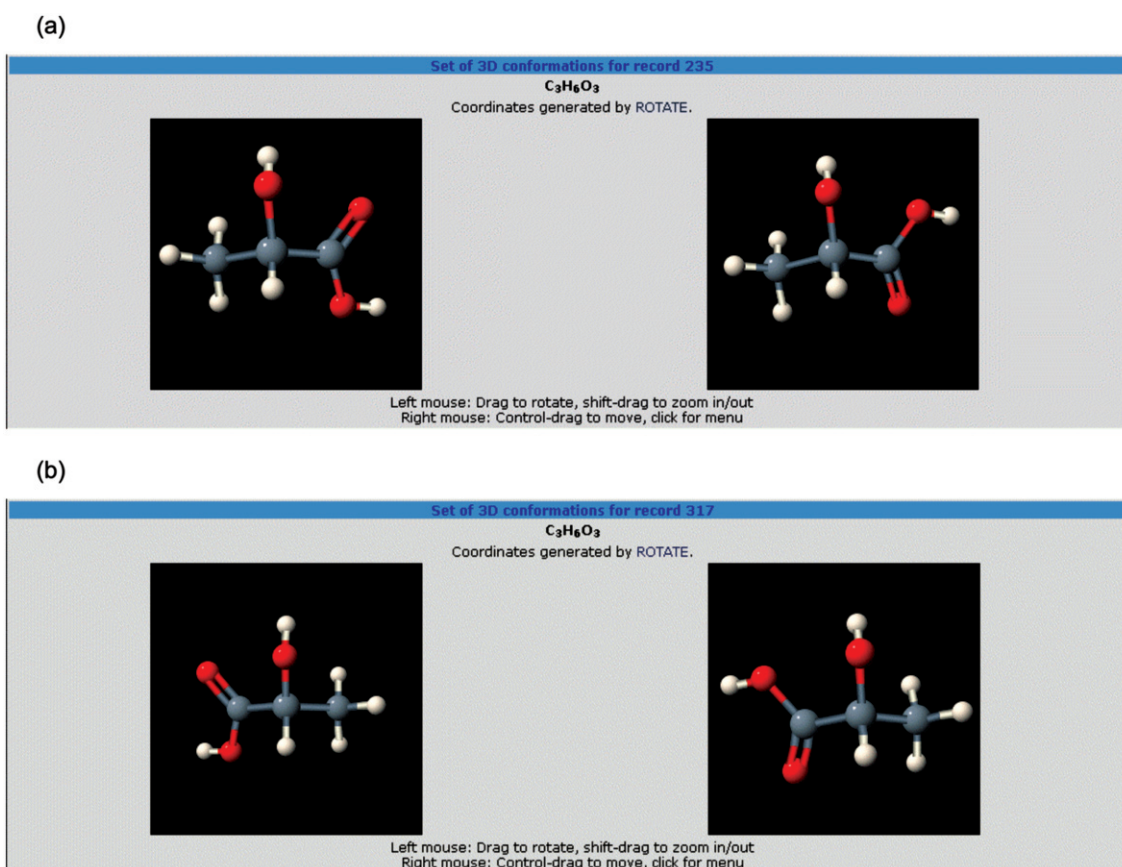 (a)
Set of 3D conformations for record 235
C₃H₆O₃
Coordinates generated by ROTATE.
Left mouse: Drag to rotate, shift-drag to zoom in/out
Right mouse: Control-drag to move, click for menu
(b)
Set of 3D conformations for record 317
C₃H₆O₃
Coordinates generated by ROTATE.
Left mouse: Drag to rotate, shift-drag to zoom in/out
Right mouse: Control-drag to move, click for menu